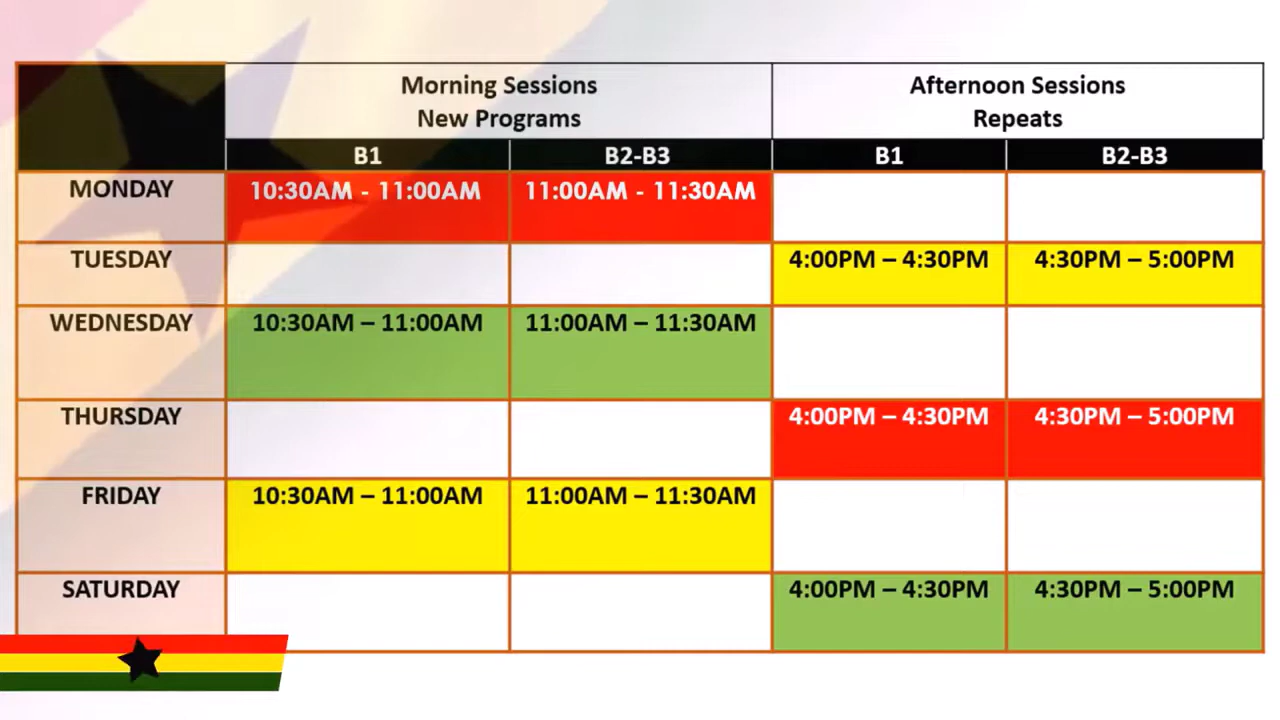 Morning Sessions
New Programs
Afternoon Sessions
Repeats
B1 B2-B3 B1 B2-B3
MONDAY 10:30AM - 11:00AM 11:00AM - 11:30AM
TUESDAY 4:00PM – 4:30PM 4:30PM – 5:00PM
WEDNESDAY 10:30AM – 11:00AM 11:00AM – 11:30AM
THURSDAY 4:00PM – 4:30PM 4:30PM – 5:00PM
FRIDAY 10:30AM – 11:00AM 11:00AM – 11:30AM
SATURDAY 4:00PM – 4:30PM 4:30PM – 5:00PM